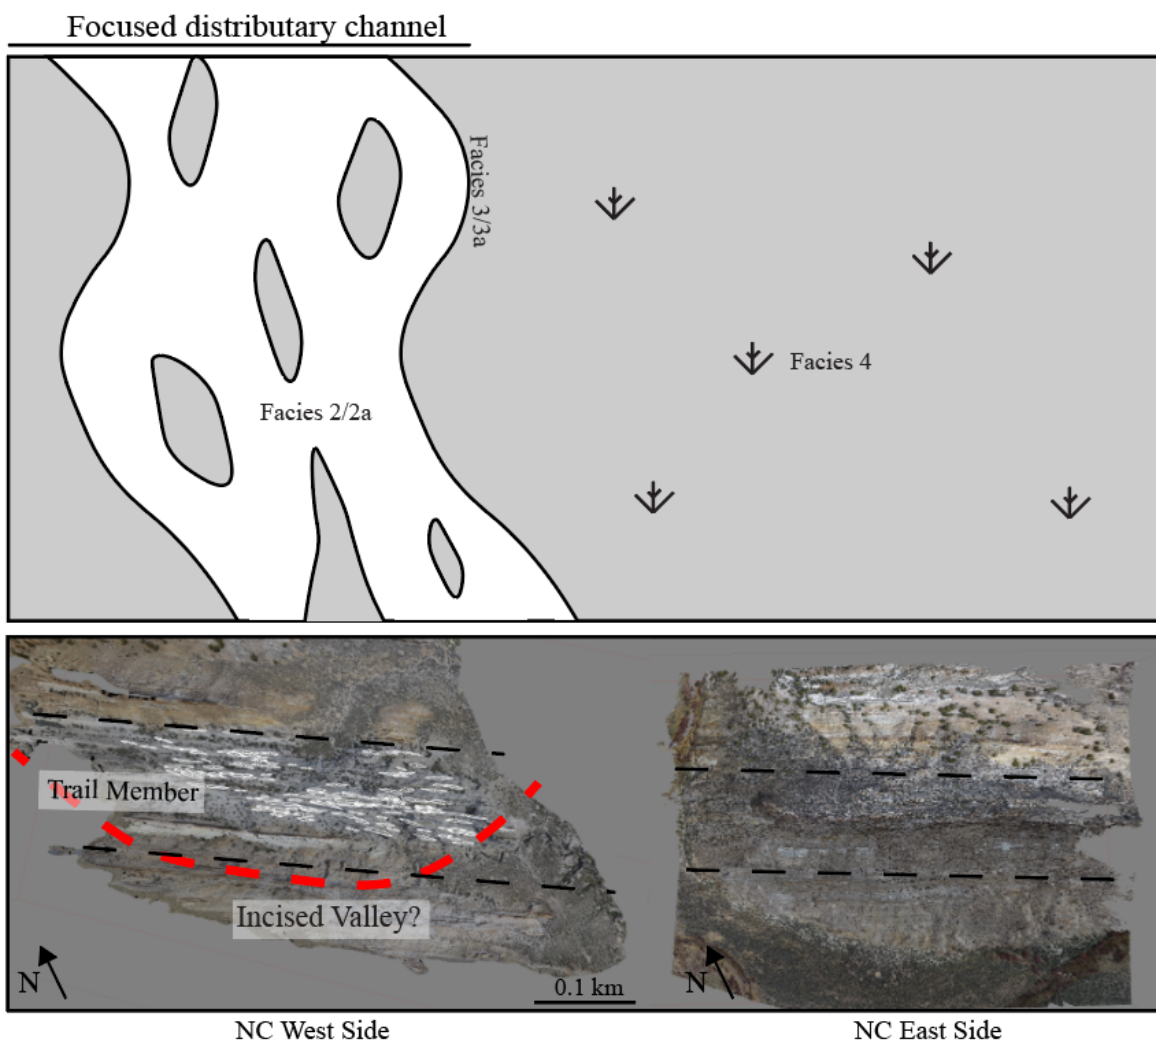 Focused distributary channel
Facies 3/3a
Facies 4
Facies 2/2a
Trail Member
Incised Valley?
N
0.1 km
N
NC West Side
NC East Side